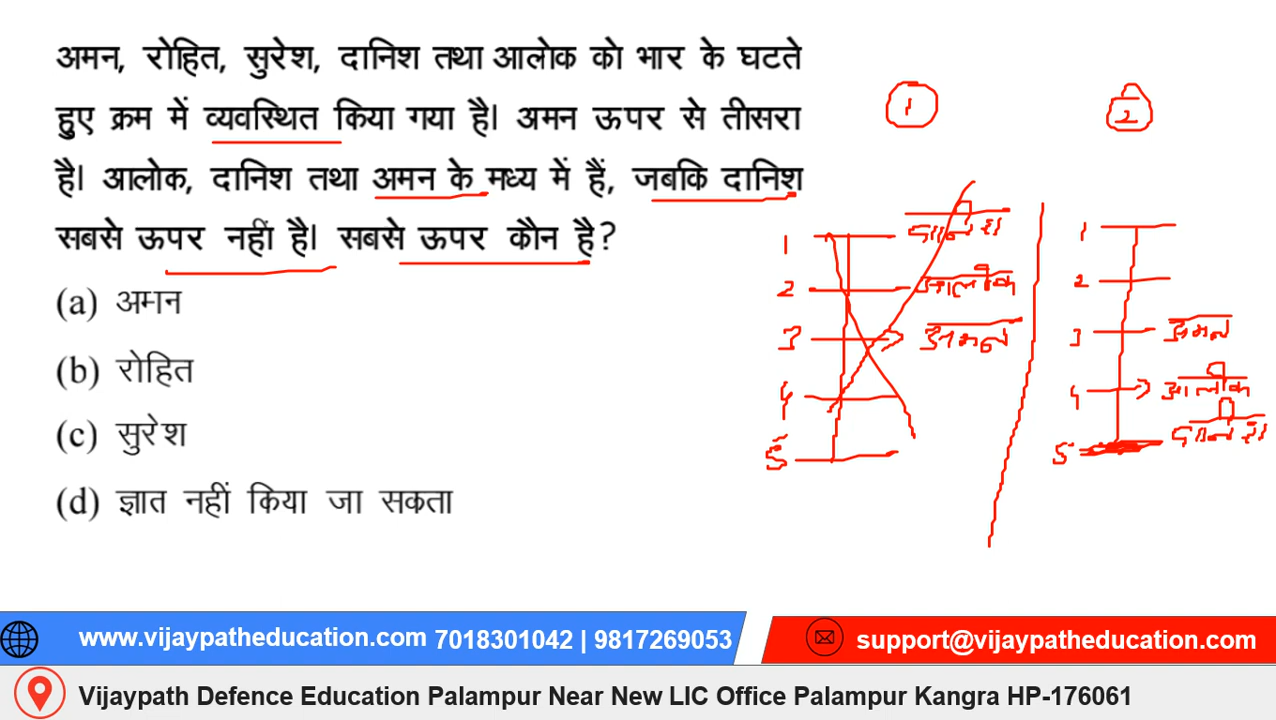 अमन, रोहित, सुरेश, दानिश तथा आलोक को भार के घटते
हुए क्रम में व्यवस्थित किया गया है। अमन ऊपर से तीसरा
है। आलोक, दानिश तथा अमन के मध्य में हैं, जबकि दानिश
सबसे ऊपर नहीं है। सबसे ऊपर कौन है?
(a) अमन
(b) रोहित
(c) सुरेश
(d) ज्ञात नहीं किया जा सकता
1
1
दानिश
2
आलोक
3
अमन
4
5
2
1
2
3
अमन
4
आलोक
5
दानिश
www.vijaypatheducation.com 7018301042 | 9817269053
support@vijaypatheducation.com
Vijaypath Defence Education Palampur Near New LIC Office Palampur Kangra HP-176061